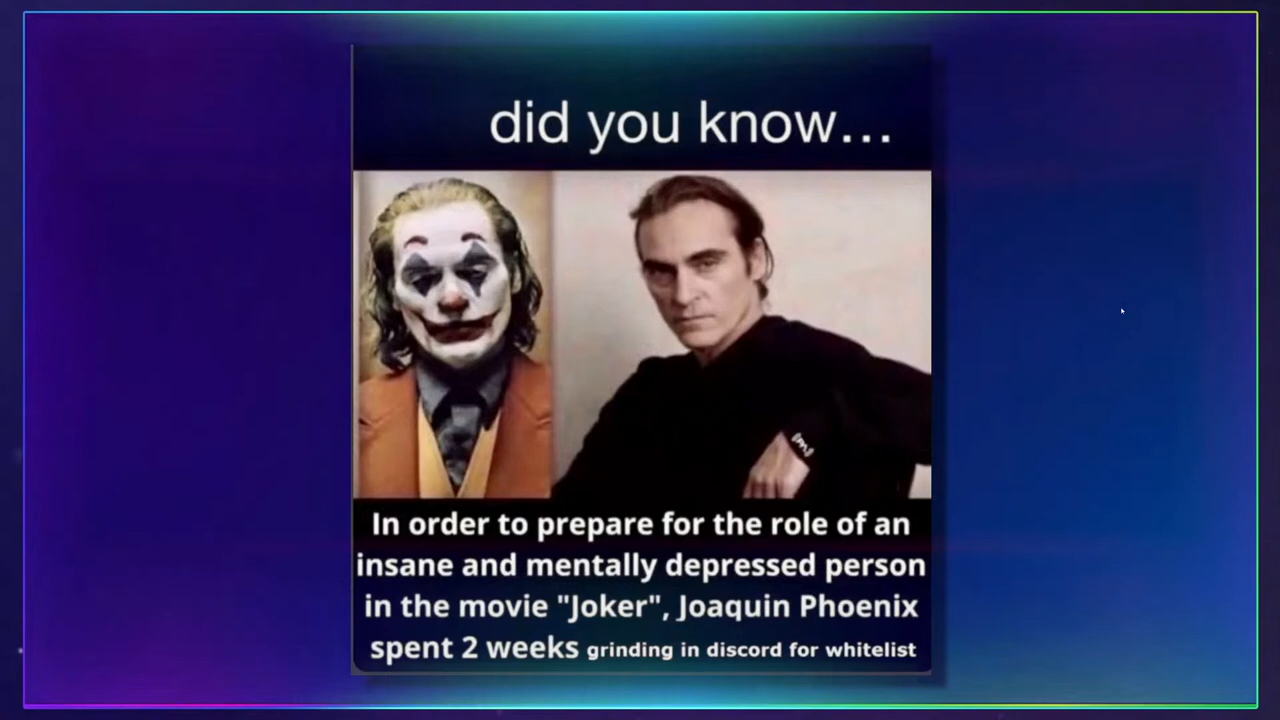 did you know...
In order to prepare for the role of an
insane and mentally depressed person
in the movie "Joker", Joaquin Phoenix
spent 2 weeks grinding in discord for whitelist